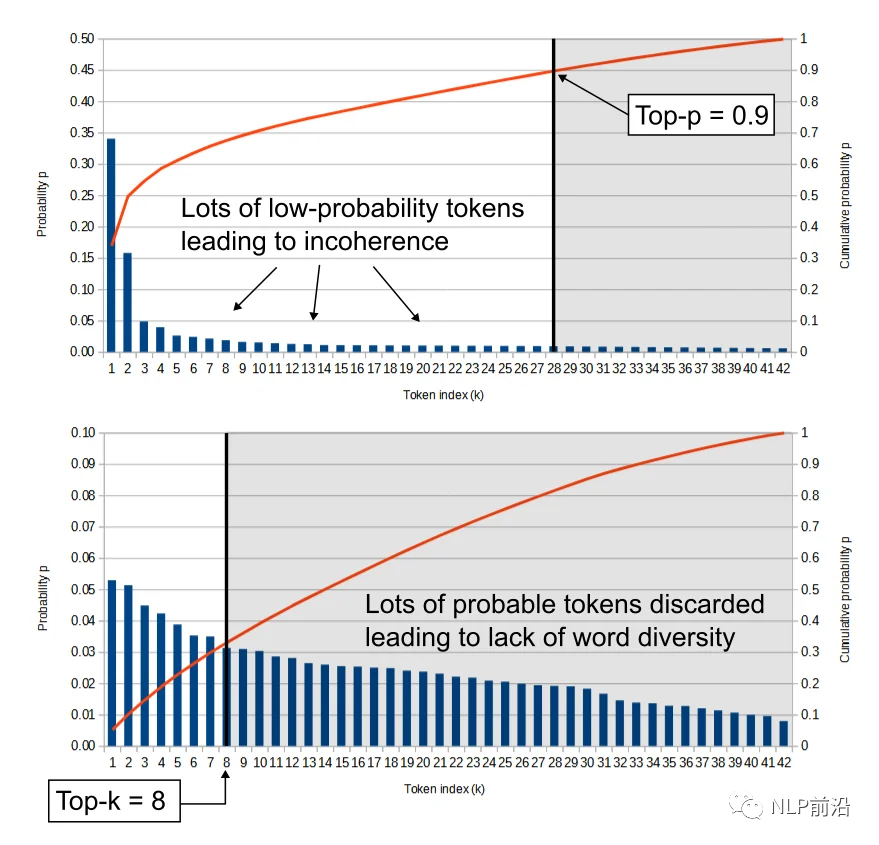 0.50
0.45
0.40
0.35
0.30
0.25
0.20
0.15
0.10
0.05
0.00
Probability p
1
0.9
0.8
0.7
0.6
0.5
0.4
0.3
0.2
0.1
0
Cumulative probability p
Top-p = 0.9
Lots of low-probability tokens
leading to incoherence
1 2 3 4 5 6 7 8 9 10 11 12 13 14 15 16 17 18 19 20 21 22 23 24 25 26 27 28 29 30 31 32 33 34 35 36 37 38 39 40 41 42
Token index (k)
0.10
0.09
0.08
0.07
0.06
0.05
0.04
0.03
0.02
0.01
0.00
Probability p
1
0.9
0.8
0.7
0.6
0.5
0.4
0.3
0.2
0.1
0
Cumulative probability p
Lots of probable tokens discarded
leading to lack of word diversity
1 2 3 4 5 6 7 8 9 10 11 12 13 14 15 16 17 18 19 20 21 22 23 24 25 26 27 28 29 30 31 32 33 34 35 36 37 38 39 40 41 42
Token index (k)
Top-k = 8
NLP前沿